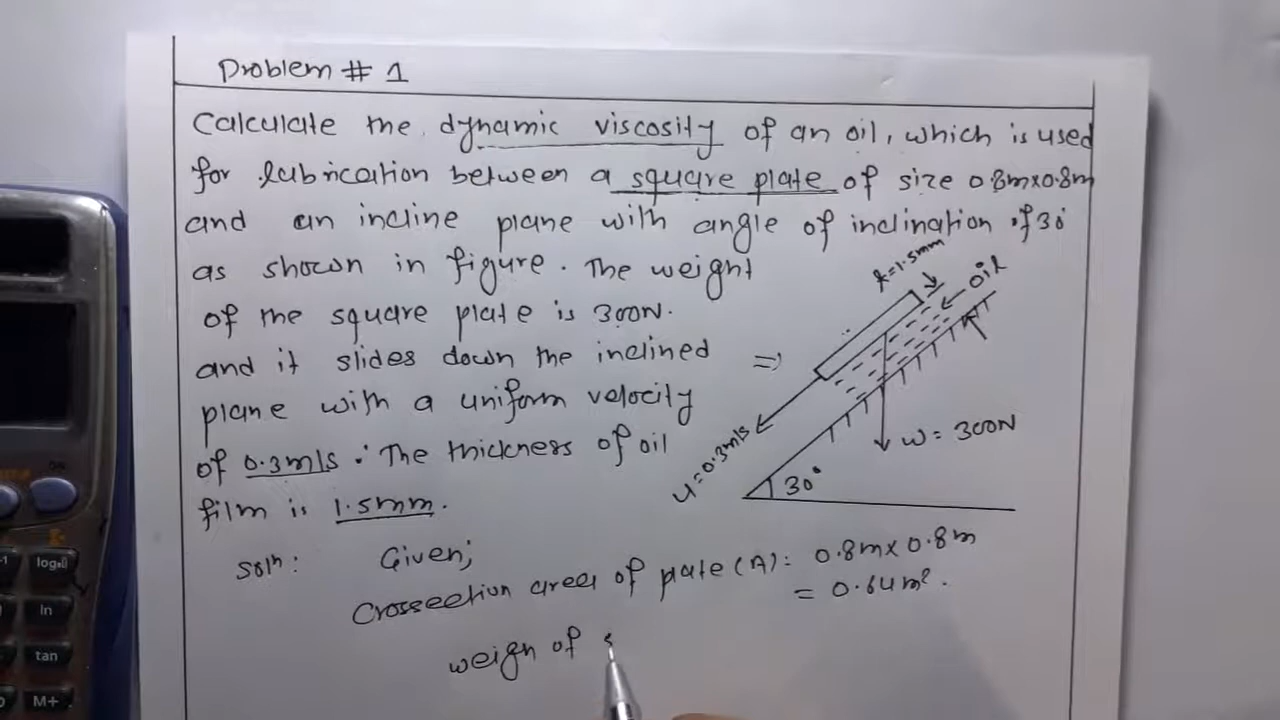 Problem # 1
Calculate the dynamic viscosity of an oil, which is used
for lubrication between a square plate of size 0.8m×0.8m
and an incline plane with angle of inclination of 30°
as shown in figure. The weight
of the square plate is 300N.
and it slides down the inclined
plane with a uniform velocity
of 0.3m/s. The thickness of oil
film is 1.5mm.
t=1.5mm
oil
=>
u=0.3m/s
w= 300N
30°
Soln: Given;
Crossection area of plate (A): 0.8m × 0.8m
= 0.64m².
weign of s
log
ln
tan
M+